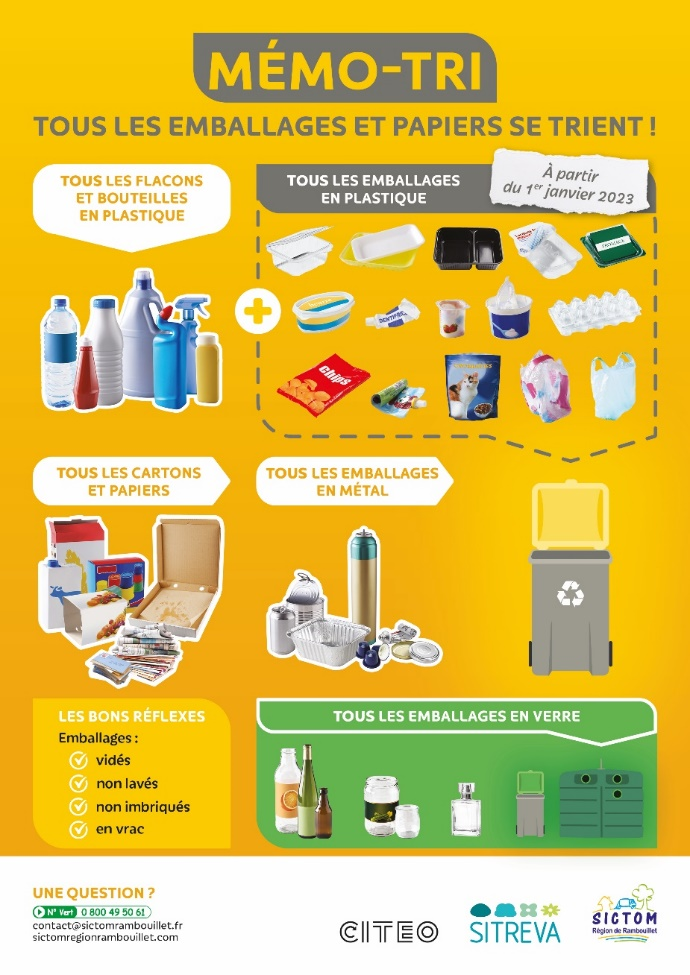 MÉMO-TRI
TOUS LES EMBALLAGES ET PAPIERS SE TRIENT !
TOUS LES FLACONS
ET BOUTEILLES
EN PLASTIQUE
TOUS LES EMBALLAGES
EN PLASTIQUE
À partir
du 1er janvier 2023
+
DENTIFRICE
chips
TOUS LES CARTONS
ET PAPIERS
TOUS LES EMBALLAGES
EN MÉTAL
LES BONS RÉFLEXES
Emballages :
vidés
non lavés
non imbriqués
en vrac
TOUS LES EMBALLAGES EN VERRE
UNE QUESTION ?
N° Vert 0 800 49 50 61
contact@sictomrambouillet.fr
sictomregionrambouillet.com
CITEO
SITREVA
SICTOM
Région de Rambouillet